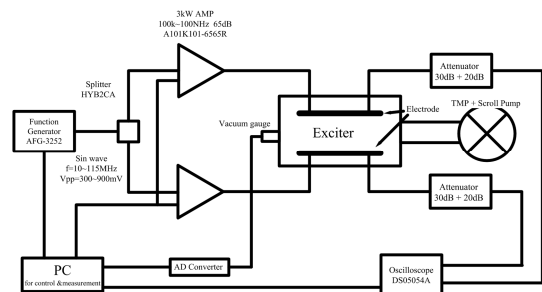 3kW AMP
100k~100NHz 65dB
A101K101-6565R
Splitter
HYB2CA
Attenuator
30dB + 20dB
Function
Generator
AFG-3252
Vacuum gauge
Electrode
Exciter
TMP + Scroll Pump
Sin wave
f=10~115MHz
Vpp=300~900mV
Attenuator
30dB + 20dB
PC
for control &measurement
AD Converter
Oscilloscope
DS05054A